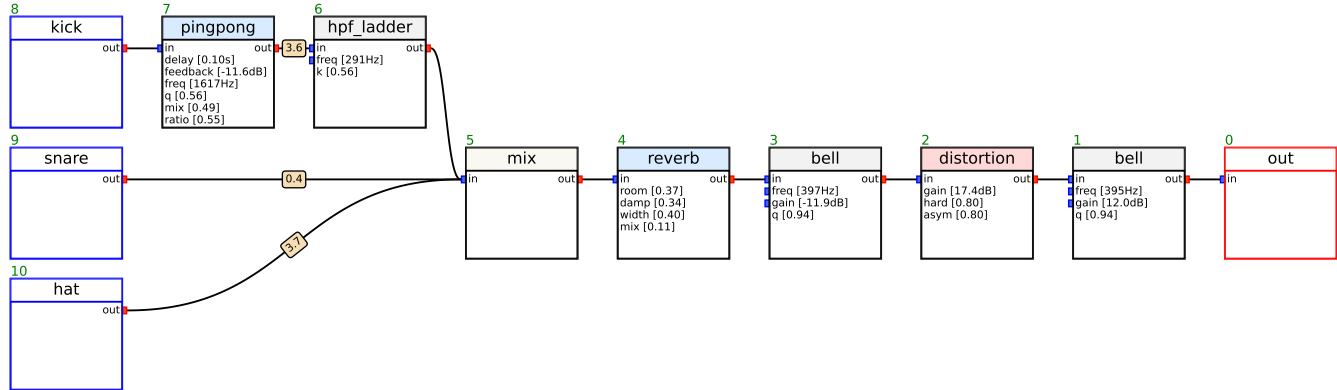 8
kick
out
7
pingpong
in out
delay [0.10s]
feedback [-11.6dB]
freq [1617Hz]
q [0.56]
mix [0.49]
ratio [0.55]
3.6
6
hpf_ladder
in out
freq [291Hz]
k [0.56]
9
snare
out
0.4
10
hat
out
3.7
5
mix
in out
4
reverb
in out
room [0.37]
damp [0.34]
width [0.40]
mix [0.11]
3
bell
in out
freq [397Hz]
gain [-11.9dB]
q [0.94]
2
distortion
in out
gain [17.4dB]
hard [0.80]
asym [0.80]
1
bell
in out
freq [395Hz]
gain [12.0dB]
q [0.94]
0
out
in